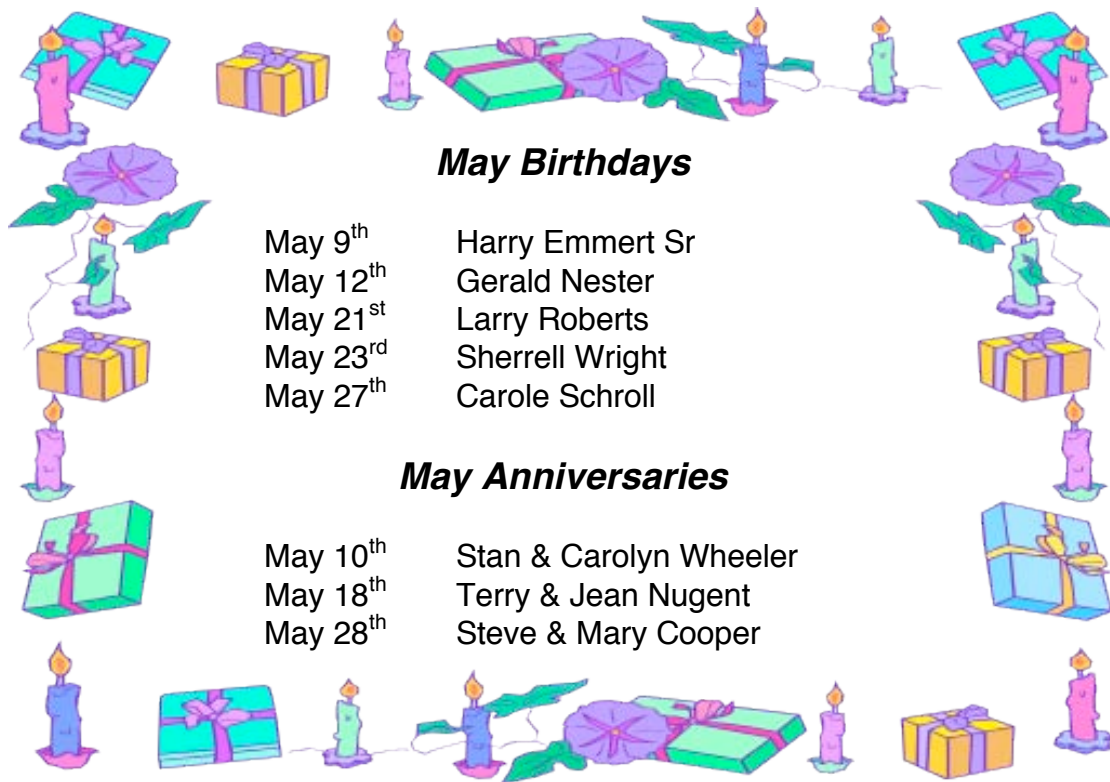 May Birthdays
May 9th Harry Emmert Sr
May 12th Gerald Nester
May 21st Larry Roberts
May 23rd Sherrell Wright
May 27th Carole Schroll
May Anniversaries
May 10th Stan & Carolyn Wheeler
May 18th Terry & Jean Nugent
May 28th Steve & Mary Cooper